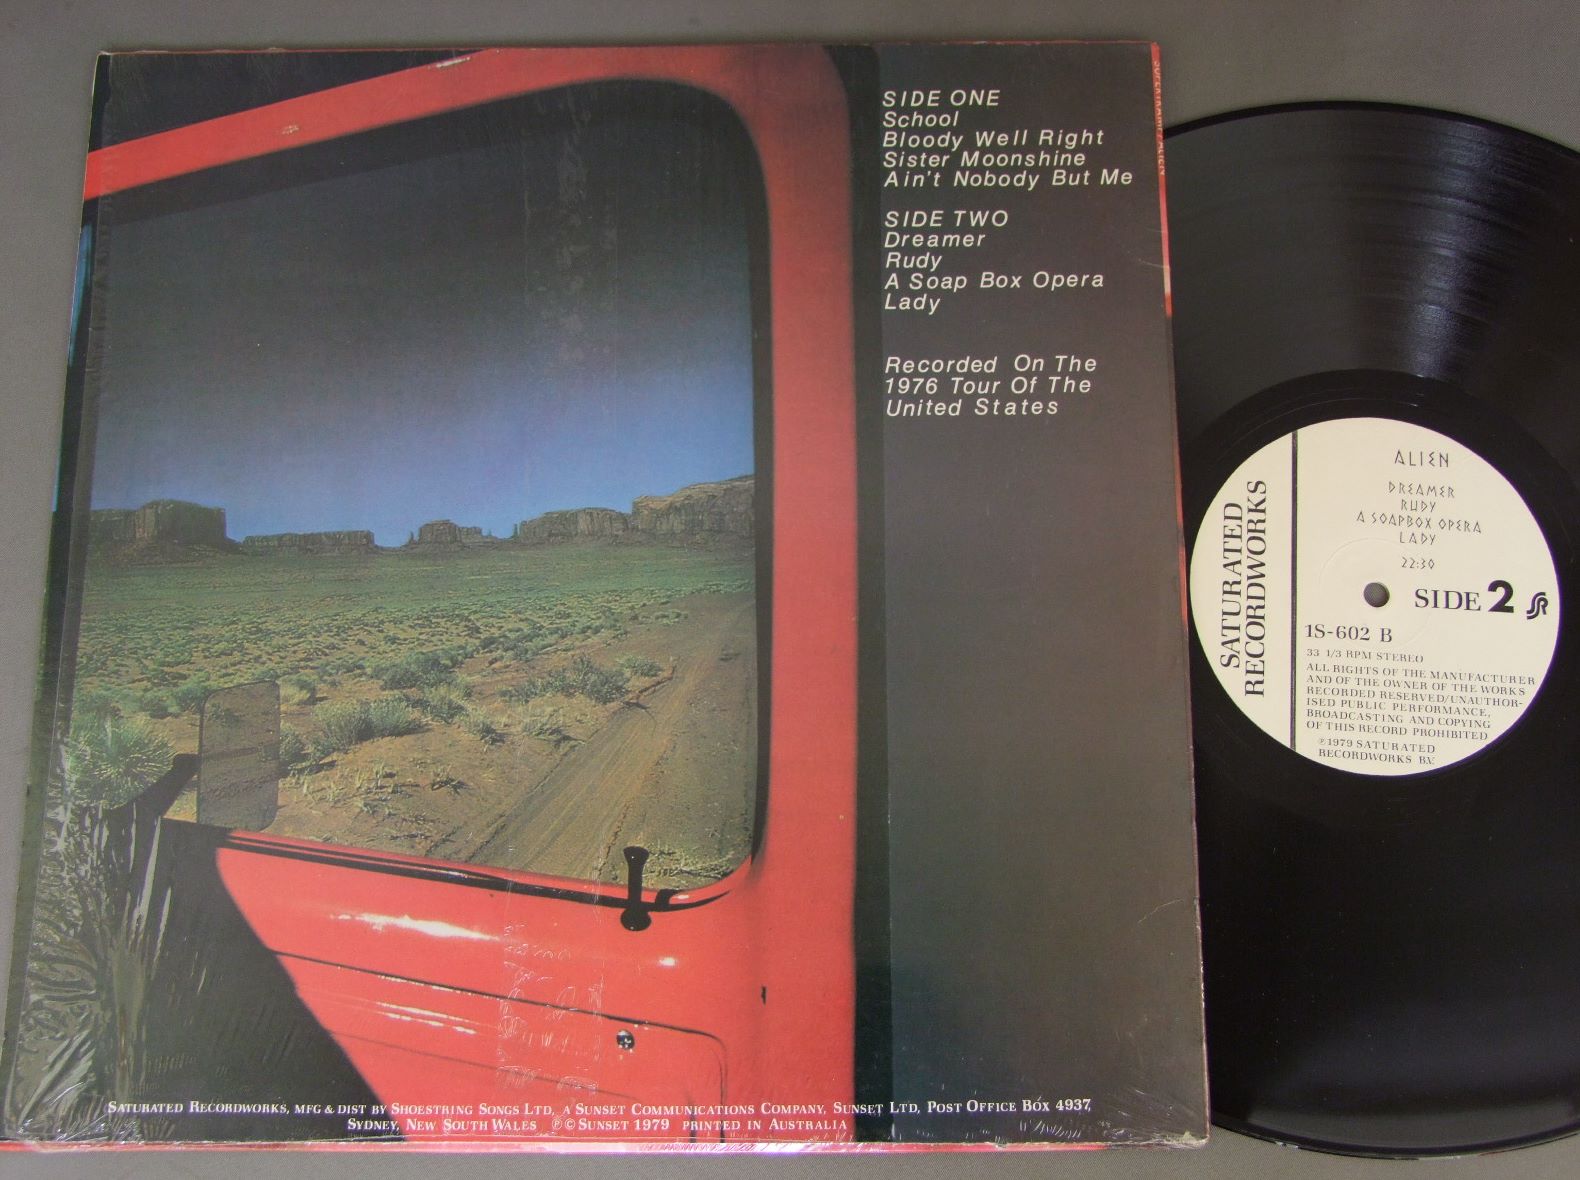 SIDE ONE
School
Bloody Well Right
Sister Moonshine
Ain't Nobody But Me
SIDE TWO
Dreamer
Rudy
A Soap Box Opera
Lady
Recorded On The
1976 Tour Of The
United States
SATURATED RECORDWORKS, MFG & DIST BY SHOESTRING SONGS LTD, A SUNSET COMMUNICATIONS COMPANY, SUNSET LTD, POST OFFICE BOX 4937,
SYDNEY, NEW SOUTH WALES ℗©SUNSET 1979 PRINTED IN AUSTRALIA
SATURATED
RECORDWORKS
ALIEN
DREAMER
RUDY
A SOAPBOX OPERA
LADY
22:30
SIDE 2 SR
1S-602 B
33 1/3 RPM STEREO
ALL RIGHTS OF THE MANUFACTURER
AND OF THE OWNER OF THE WORKS
RECORDED RESERVED/UNAUTHOR-
ISED PUBLIC PERFORMANCE,
BROADCASTING AND COPYING
OF THIS RECORD PROHIBITED
℗1979 SATURATED
RECORDWORKS B.V.